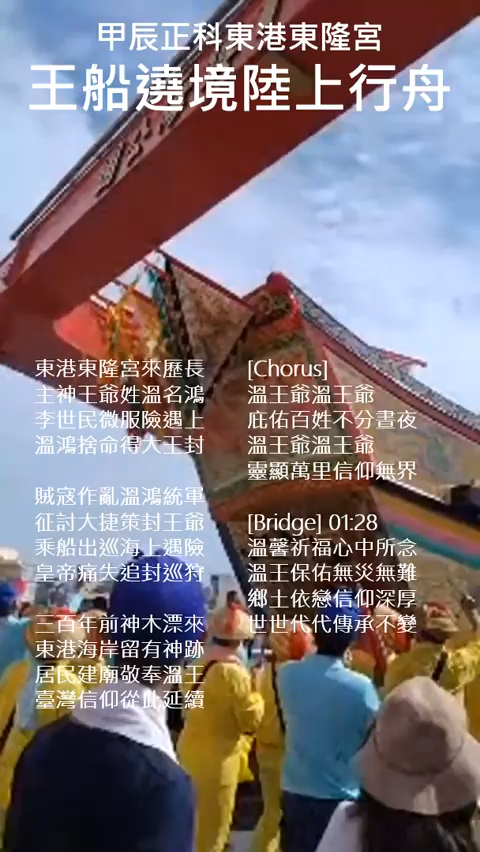 甲辰正科東港東隆宮
王船遶境陸上行舟
東港東隆宮來歷長
主神王爺姓溫名鴻
李世民微服險遇上
溫鴻捨命得大王封
賊寇作亂溫鴻統軍
征討大捷策封王爺
乘船出巡海上遇險
皇帝痛失追封巡狩
三百年前神木漂來
東港海岸留有神跡
居民建廟敬奉溫王
臺灣信仰從此延續
[Chorus]
溫王爺溫王爺
庇佑百姓不分晝夜
溫王爺溫王爺
靈顯萬里信仰無界
[Bridge] 01:28
溫馨祈福心中所念
溫王保佑無災無難
鄉土依戀信仰深厚
世世代代傳承不變